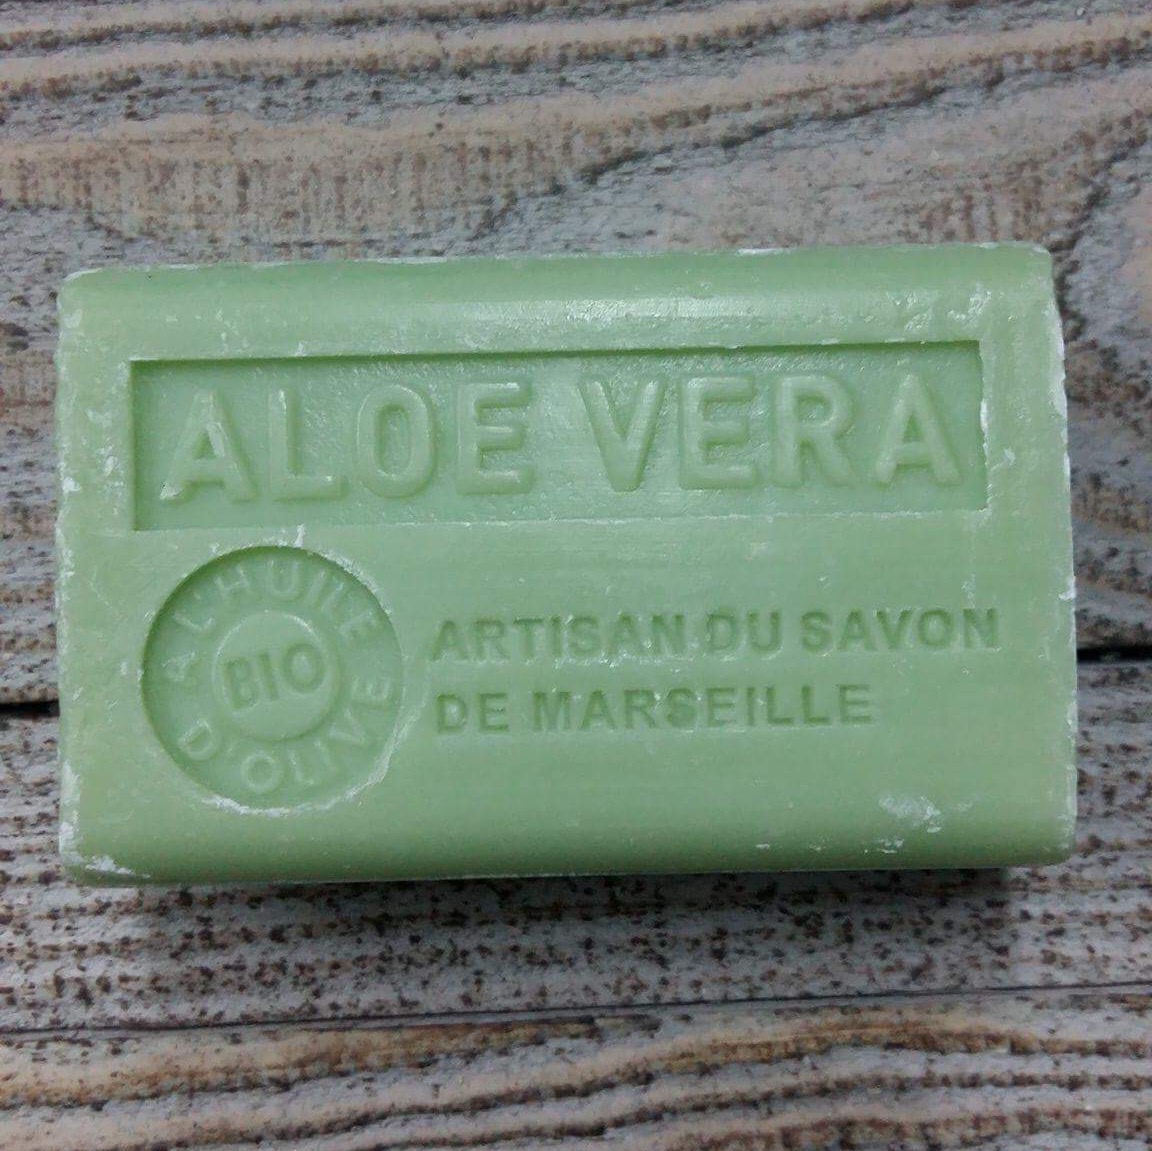 ALOE VERA
A L'HUILE D'OLIVE
BIO
ARTISAN DU SAVON
DE MARSEILLE